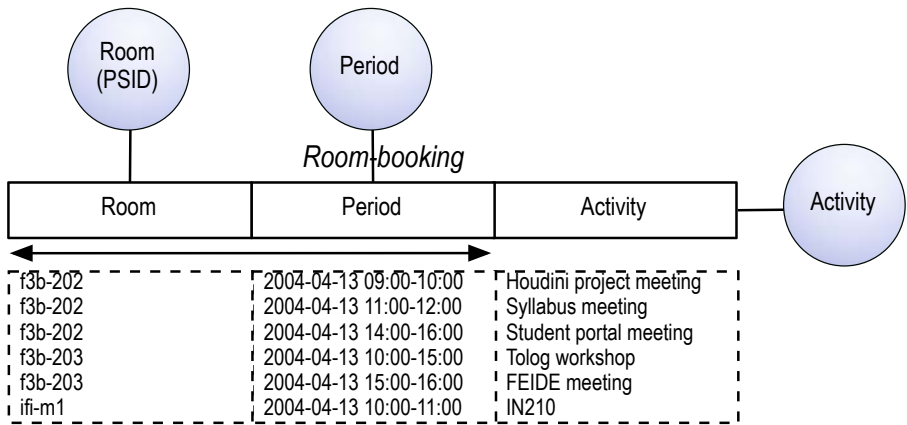 Room
(PSID)
Period
Room-booking
Room Period Activity
Activity
f3b-202 2004-04-13 09:00-10:00 Houdini project meeting
f3b-202 2004-04-13 11:00-12:00 Syllabus meeting
f3b-202 2004-04-13 14:00-16:00 Student portal meeting
f3b-203 2004-04-13 10:00-15:00 Tolog workshop
f3b-203 2004-04-13 15:00-16:00 FEIDE meeting
ifi-m1 2004-04-13 10:00-11:00 IN210